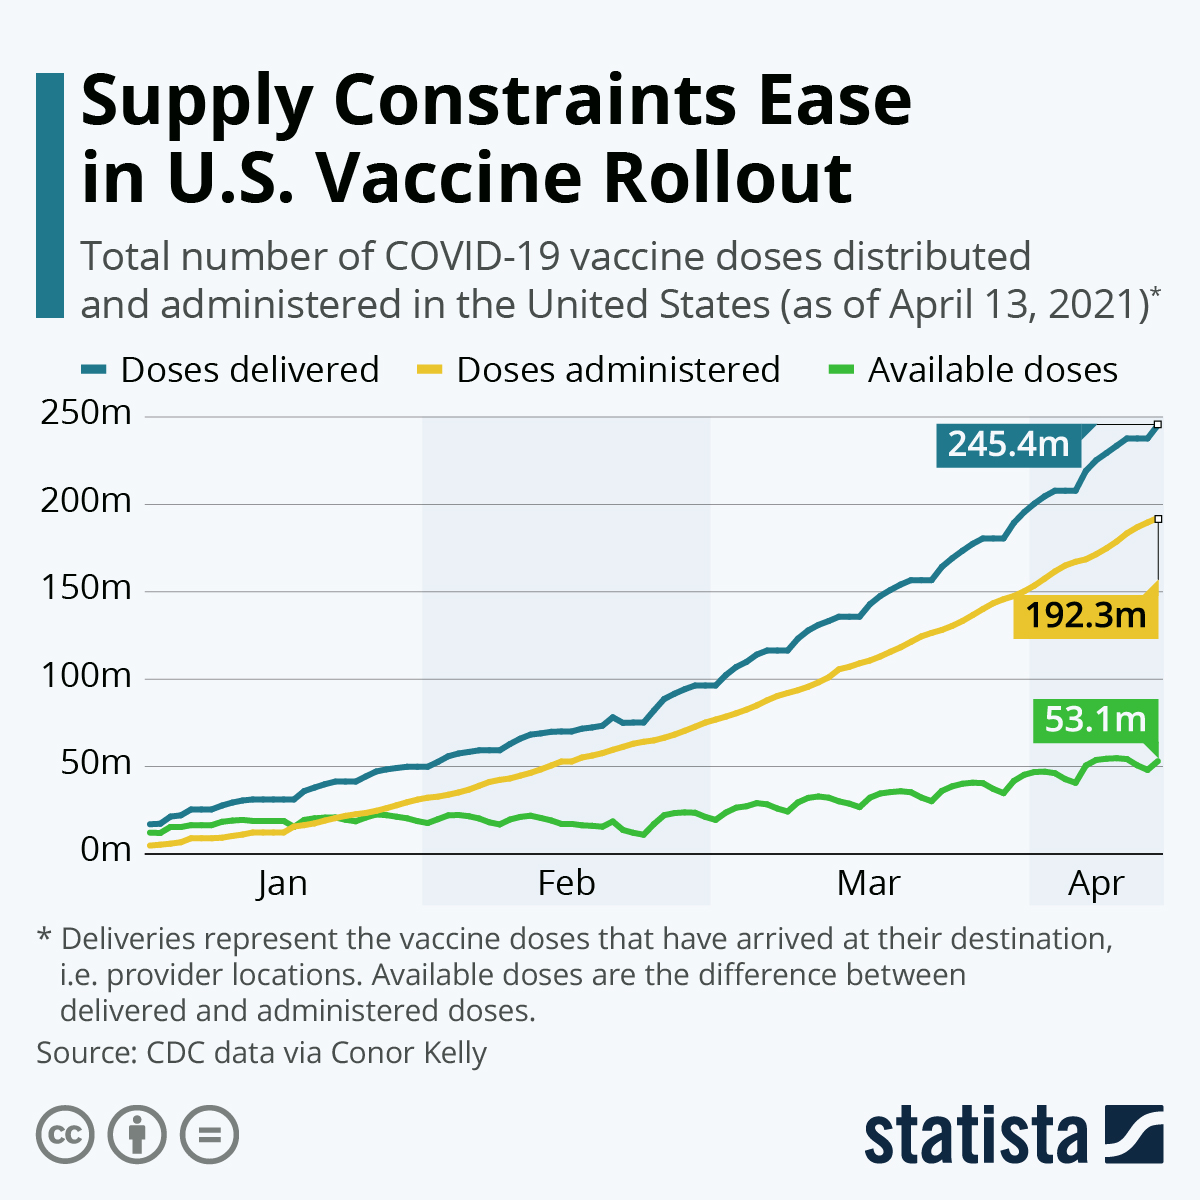 Supply Constraints Ease
in U.S. Vaccine Rollout
Total number of COVID-19 vaccine doses distributed
and administered in the United States (as of April 13, 2021)*
Doses delivered Doses administered Available doses
250m
245.4m
200m
150m
192.3m
100m
53.1m
50m
0m
Jan Feb Mar Apr
* Deliveries represent the vaccine doses that have arrived at their destination,
i.e. provider locations. Available doses are the difference between
delivered and administered doses.
Source: CDC data via Conor Kelly
cc
=
statista